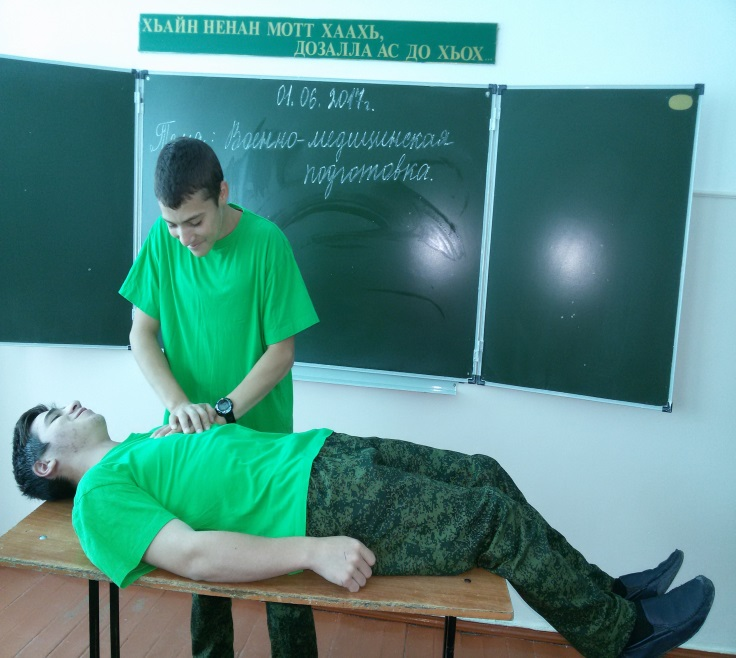 ХЬАЙН НЕНАН МОТТ ХААХЬ,
ДОЗАЛЛА АС ДО ХЬОХ
01.06.2017г.
Тема: Военно-медицинская
подготовка.